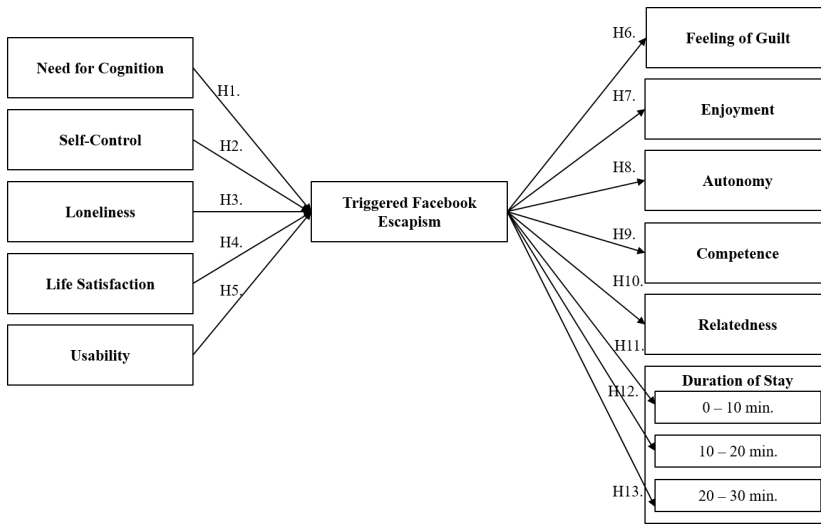 Need for Cognition
Self-Control
Loneliness
Life Satisfaction
Usability
H1.
H2.
H3.
H4.
H5.
Triggered Facebook
Escapism
H6.
H7.
H8.
H9.
H10.
H11.
H12.
H13.
Feeling of Guilt
Enjoyment
Autonomy
Competence
Relatedness
Duration of Stay
0 – 10 min.
10 – 20 min.
20 – 30 min.